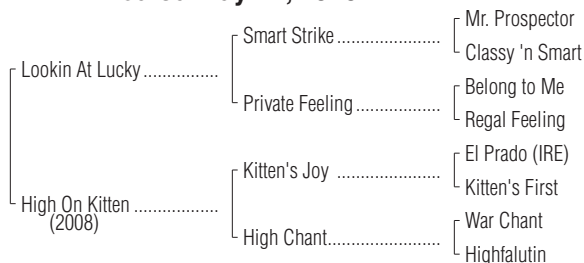 Smart Strike ................... Mr. Prospector
Classy 'n Smart
Lookin At Lucky ................
Private Feeling .................... Belong to Me
Regal Feeling
Kitten's Joy ................... El Prado (IRE)
Kitten's First
High On Kitten ..................
(2008)
High Chant..................... War Chant
Highfalutin